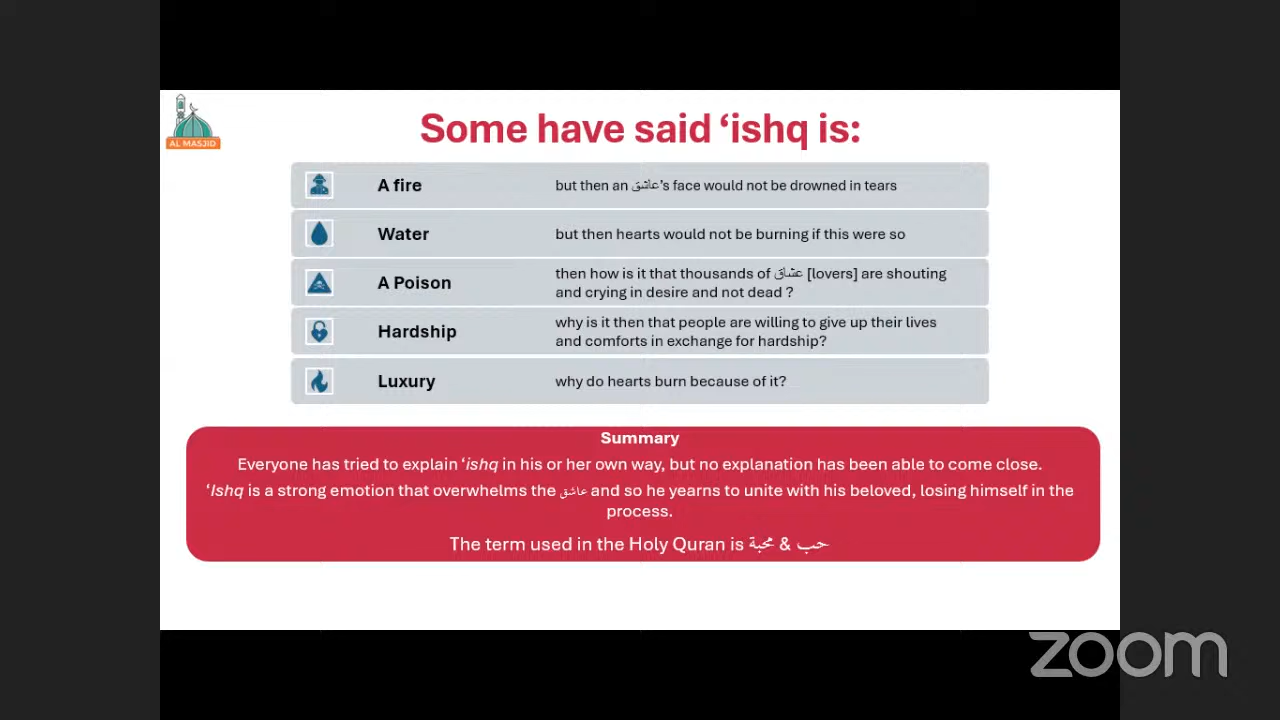 AL MASJID
Some have said ‘ishq is:
A fire
but then an عاشق’s face would not be drowned in tears
Water
but then hearts would not be burning if this were so
A Poison
then how is it that thousands of عشاق [lovers] are shouting
and crying in desire and not dead ?
Hardship
why is it then that people are willing to give up their lives
and comforts in exchange for hardship?
Luxury
why do hearts burn because of it?
Summary
Everyone has tried to explain ‘ishq in his or her own way, but no explanation has been able to come close.
‘Ishq is a strong emotion that overwhelms the عاشق and so he yearns to unite with his beloved, losing himself in the
process.
The term used in the Holy Quran is محبة & حب
zoom